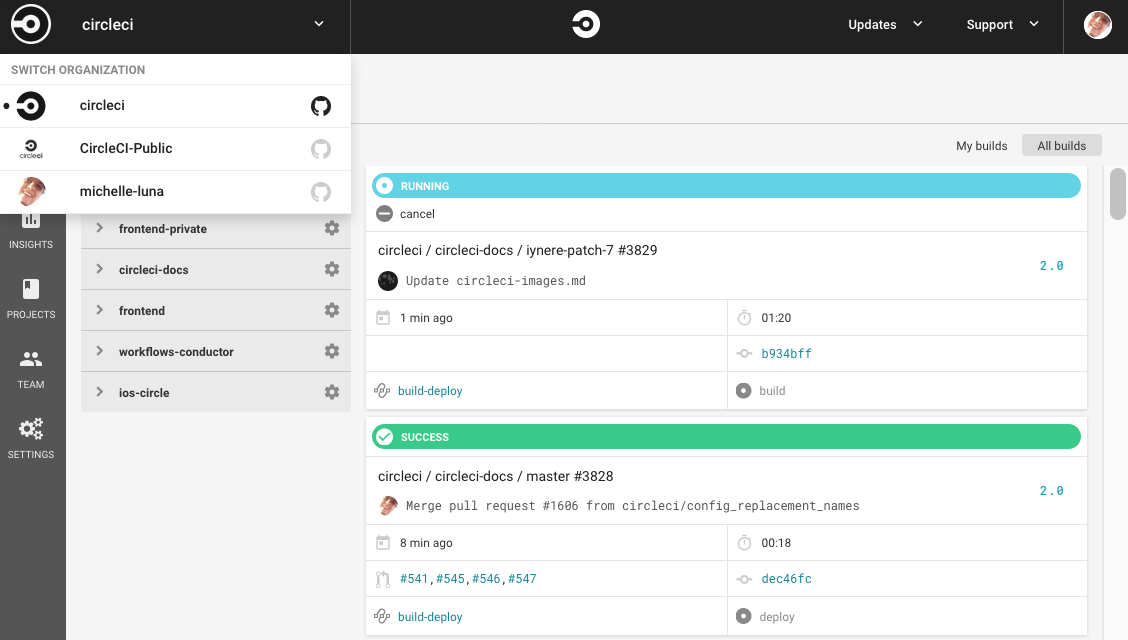 circleci
Updates
Support
SWITCH ORGANIZATION
circleci
circleci
CircleCI-Public
michelle-luna
INSIGHTS
PROJECTS
TEAM
SETTINGS
frontend-private
circleci-docs
frontend
workflows-conductor
ios-circle
My builds
All builds
RUNNING
cancel
circleci / circleci-docs / iynere-patch-7 #3829
2.0
Update circleci-images.md
1 min ago
01:20
b934bff
build-deploy
build
SUCCESS
circleci / circleci-docs / master #3828
2.0
Merge pull request #1606 from circleci/config_replacement_names
8 min ago
00:18
#541,#545,#546,#547
dec46fc
build-deploy
deploy